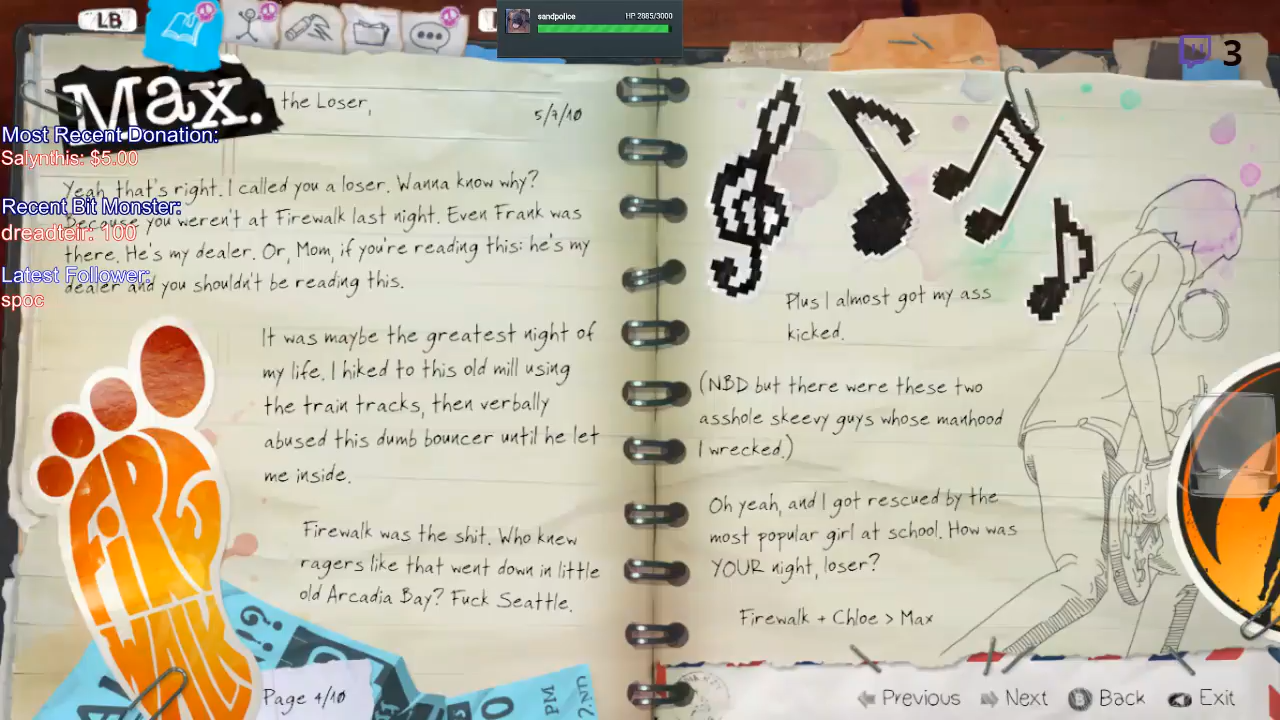 LB
sandpolice
HP 2885/3000
3
Max.
the Loser,
5/7/10
Most Recent Donation:
Salynthis: $5.00
Yeah, that's right. I called you a loser. Wanna know why?
Recent Bit Monster:
Because you weren't at Firewalk last night. Even Frank was
dreadteir: 100
there. He's my dealer. Or, Mom, if you're reading this: he's my
Latest Follower:
dealer and you shouldn't be reading this.
spoc
It was maybe the greatest night of
my life. I hiked to this old mill using
the train tracks, then verbally
abused this dumb bouncer until he let
me inside.
Firewalk was the shit. Who knew
ragers like that went down in little
old Arcadia Bay? Fuck Seattle.
FIRE
WALK
PM
Page 4/10
Plus I almost got my ass
kicked.
(NBD but there were these two
asshole skeevy guys whose manhood
I wrecked.)
Oh yeah, and I got rescued by the
most popular girl at school. How was
YOUR night, loser?
Firewalk + Chloe > Max
Previous
Next
B Back
Exit